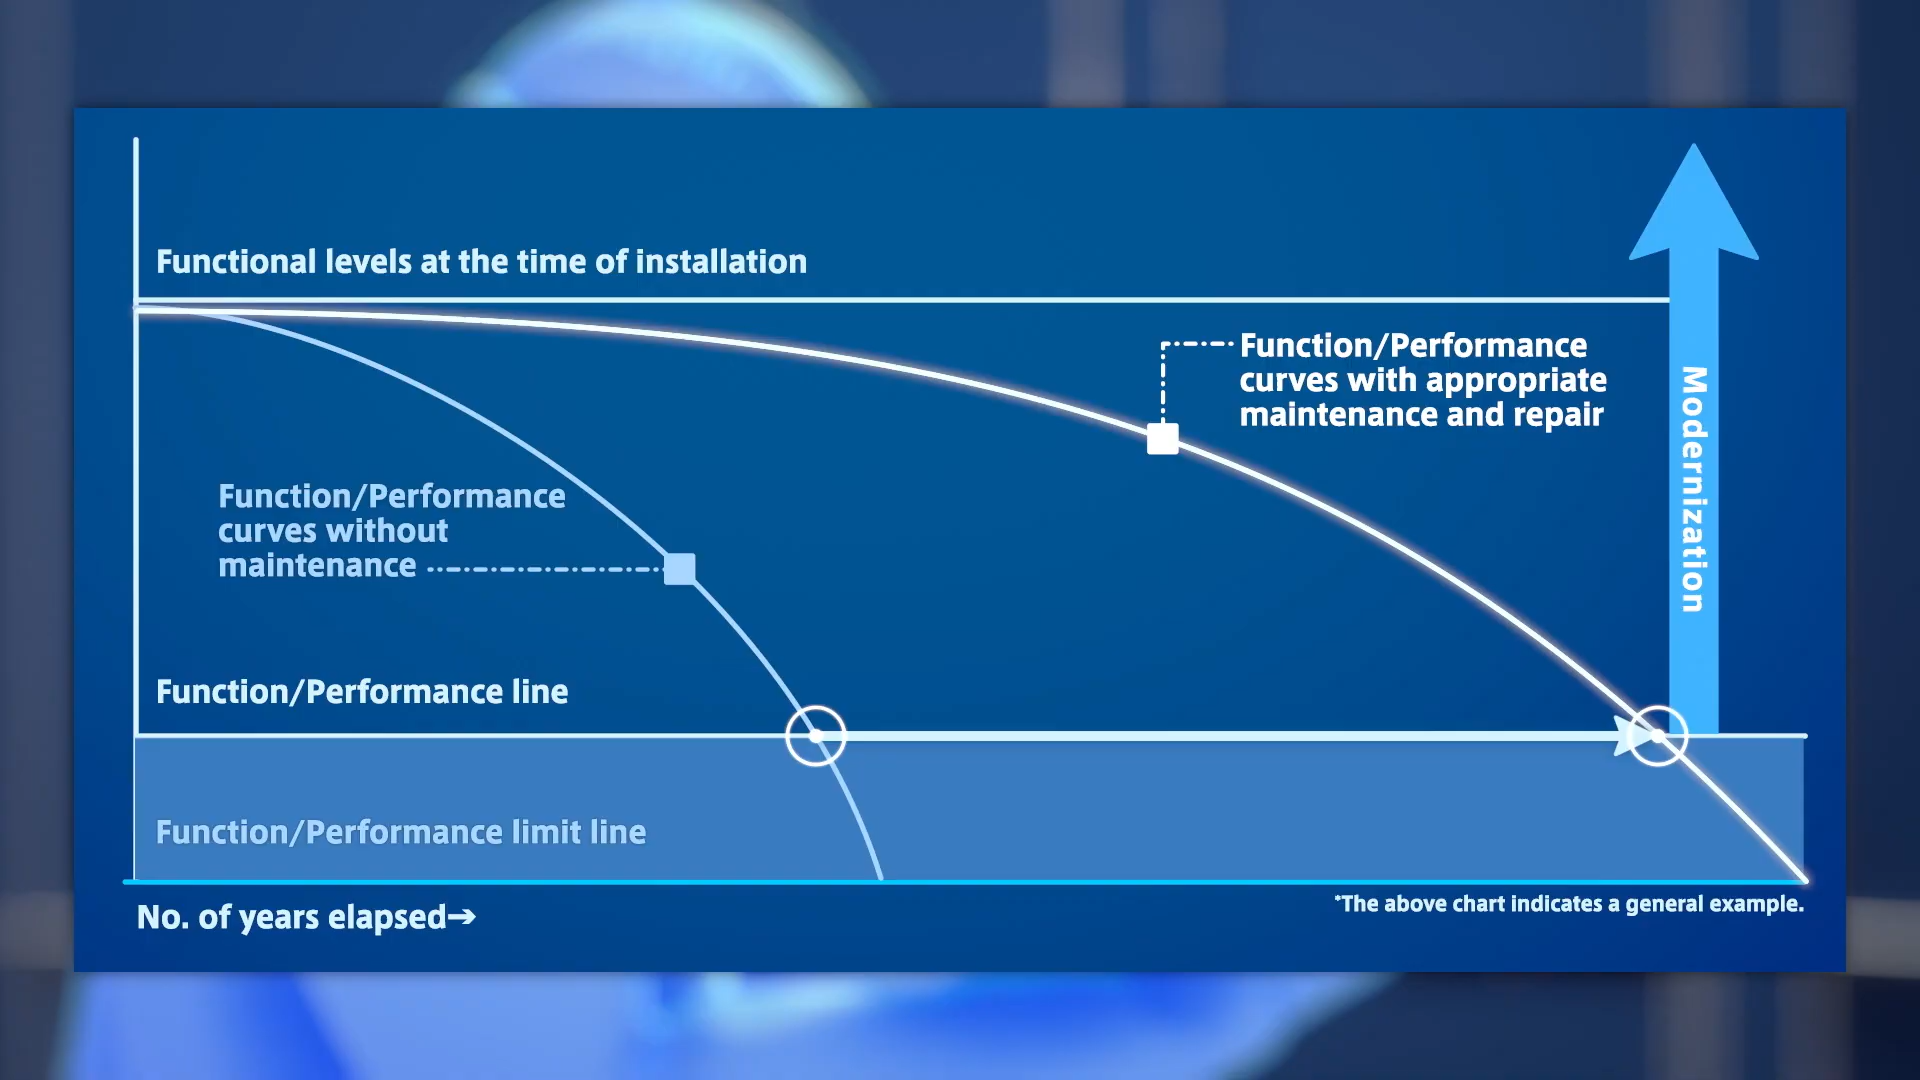 Functional levels at the time of installation
Function/Performance
curves with appropriate
maintenance and repair
Modernization
Function/Performance
curves without
maintenance
Function/Performance line
Function/Performance limit line
No. of years elapsed→
*The above chart indicates a general example.